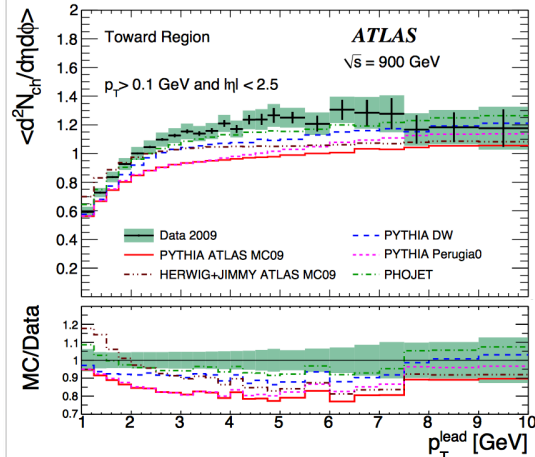 <d²N_ch/dηdφ>
2
1.8
1.6
1.4
1.2
1
0.8
0.6
0.4
0.2
Toward Region
ATLAS
√s = 900 GeV
p_T> 0.1 GeV and |η| < 2.5
Data 2009
PYTHIA ATLAS MC09
HERWIG+JIMMY ATLAS MC09
PYTHIA DW
PYTHIA Perugia0
PHOJET
MC/Data
1.2
1.1
1
0.9
0.8
0.7
1 2 3 4 5 6 7 8 9 10
p_T^lead [GeV]